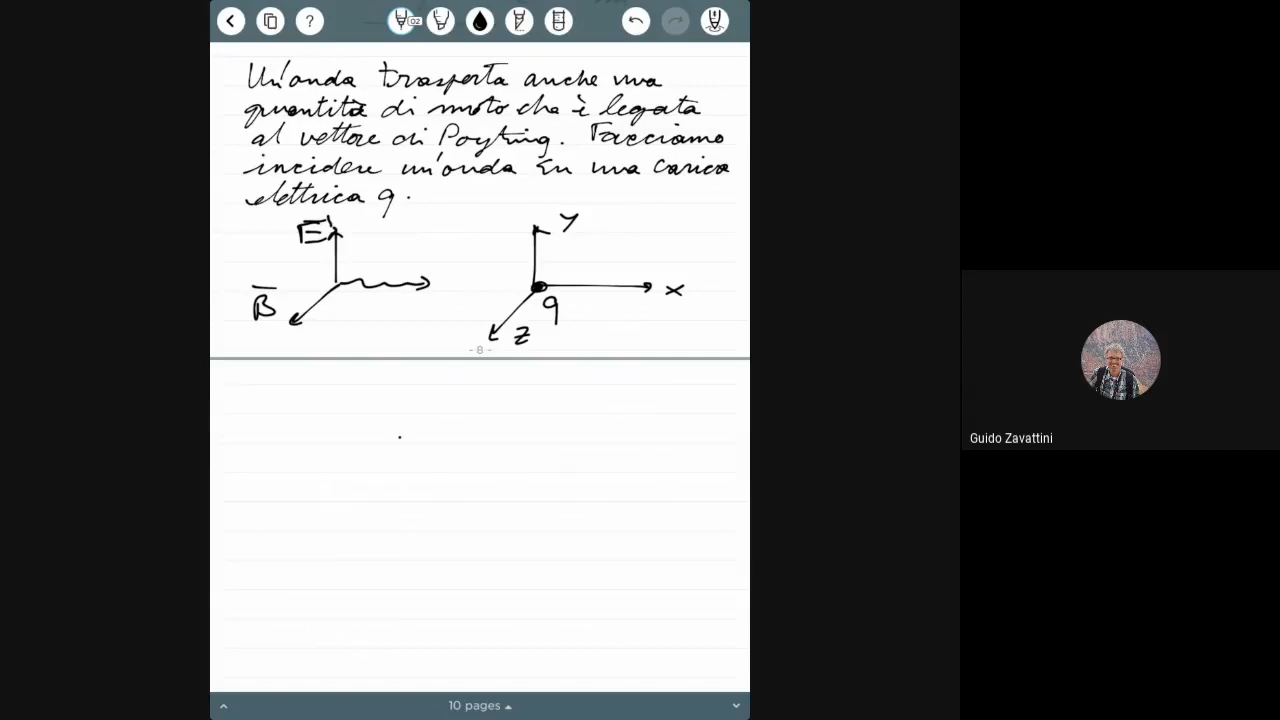 ?
02
Un'onda trasporta anche una
quantità di moto che è legata
al vettore di Poyting. Facciamo
incidere un'onda su una carica
elettrica q.
E
y
B
x
q
z
- 8 -
Guido Zavattini
10 pages